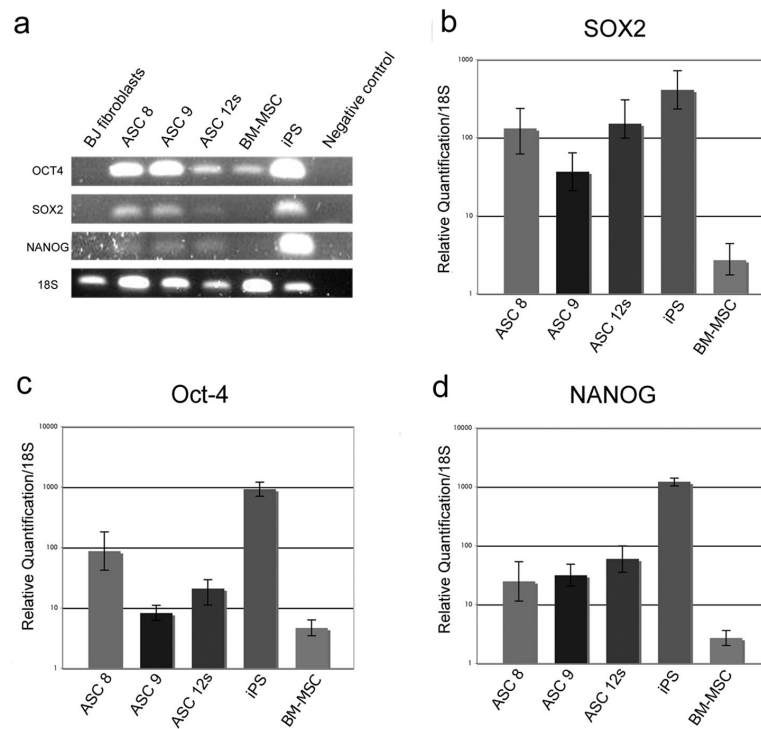 a
BJ fibroblasts
ASC 8
ASC 9
ASC 12s
BM-MSC
iPS
Negative control
OCT4
SOX2
NANOG
18S
b
SOX2
Relative Quantification/18S
1000
100
10
1
ASC 8
ASC 9
ASC 12s
iPS
BM-MSC
c
Oct-4
Relative Quantification/18S
10000
1000
100
10
1
ASC 8
ASC 9
ASC 12s
iPS
BM-MSC
d
NANOG
Relative Quantification/18S
10000
1000
100
10
1
ASC 8
ASC 9
ASC 12s
iPS
BM-MSC